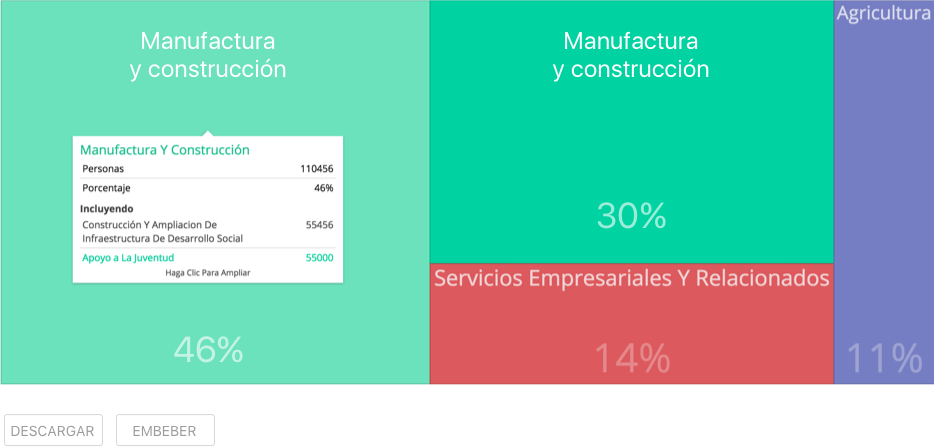 Manufactura
y construcción
Manufactura Y Construcción
Personas 110456
Porcentaje 46%
Incluyendo
Construcción Y Ampliacion De 55456
Infraestructura De Desarrollo Social
Apoyo a La Juventud 55000
Haga Clic Para Ampliar
46%
Manufactura
y construcción
30%
Servicios Empresariales Y Relacionados
14%
Agricultura
11%
DESCARGAR
EMBEBER